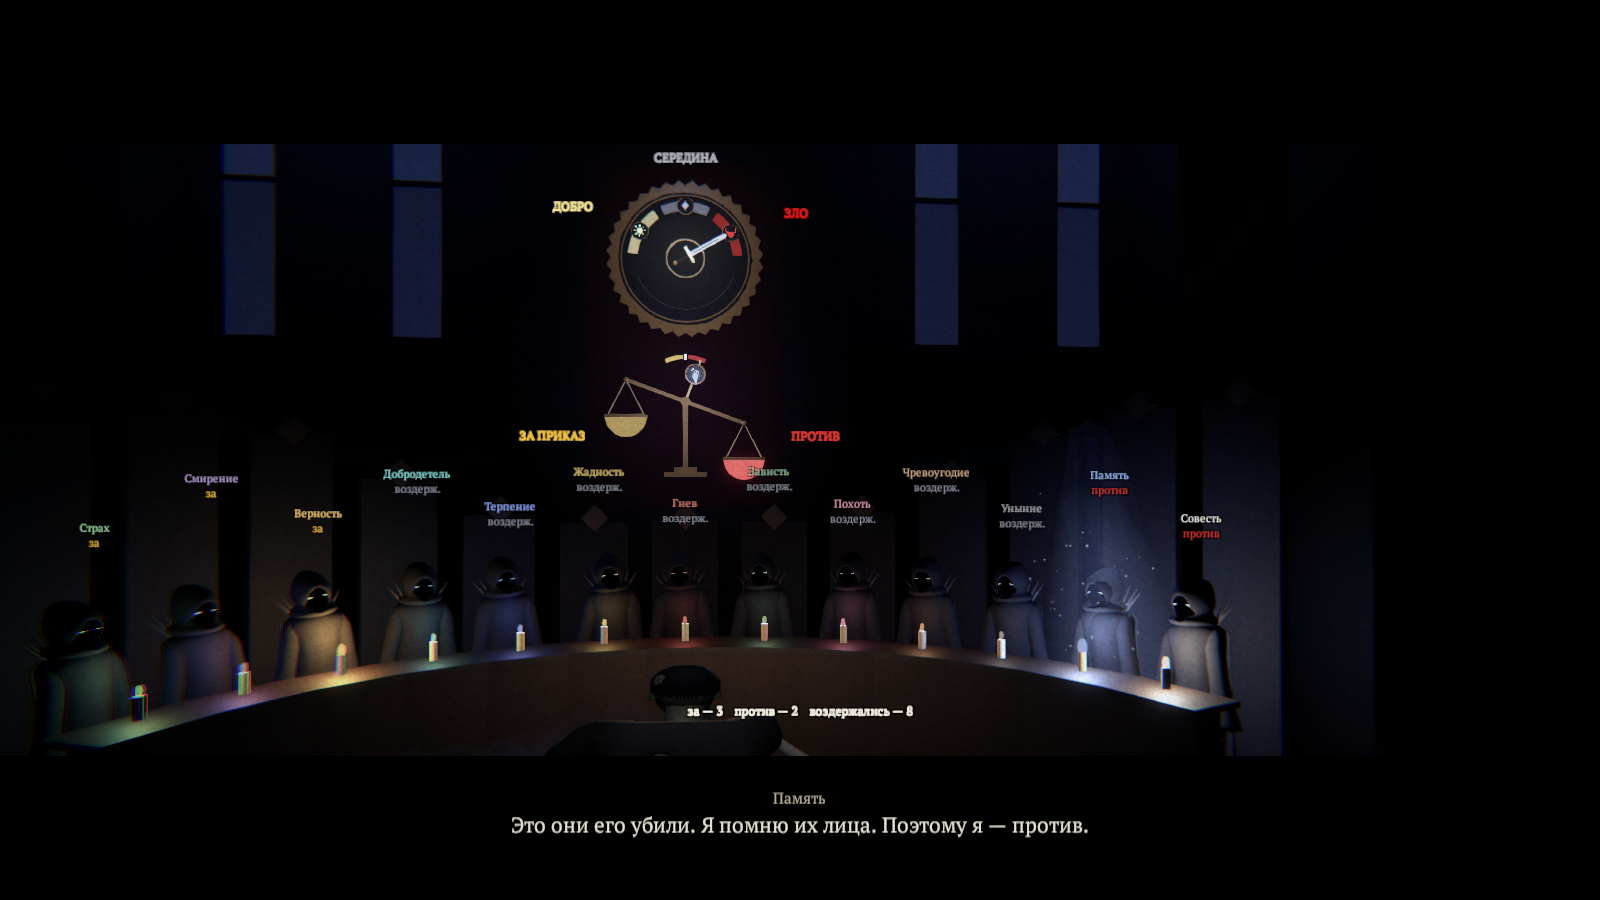 СЕРЕДИНА
ДОБРО
ЗЛО
ЗА ПРИКАЗ
ПРОТИВ
Страх
за
Смирение
за
Верность
за
Добродетель
воздерж.
Терпение
воздерж.
Жадность
воздерж.
Гнев
воздерж.
Зависть
воздерж.
Похоть
воздерж.
Чревоугодие
воздерж.
Уныние
воздерж.
Память
против
Совесть
против
за — 3 против — 2 воздержались — 8
Память
Это они его убили. Я помню их лица. Поэтому я — против.